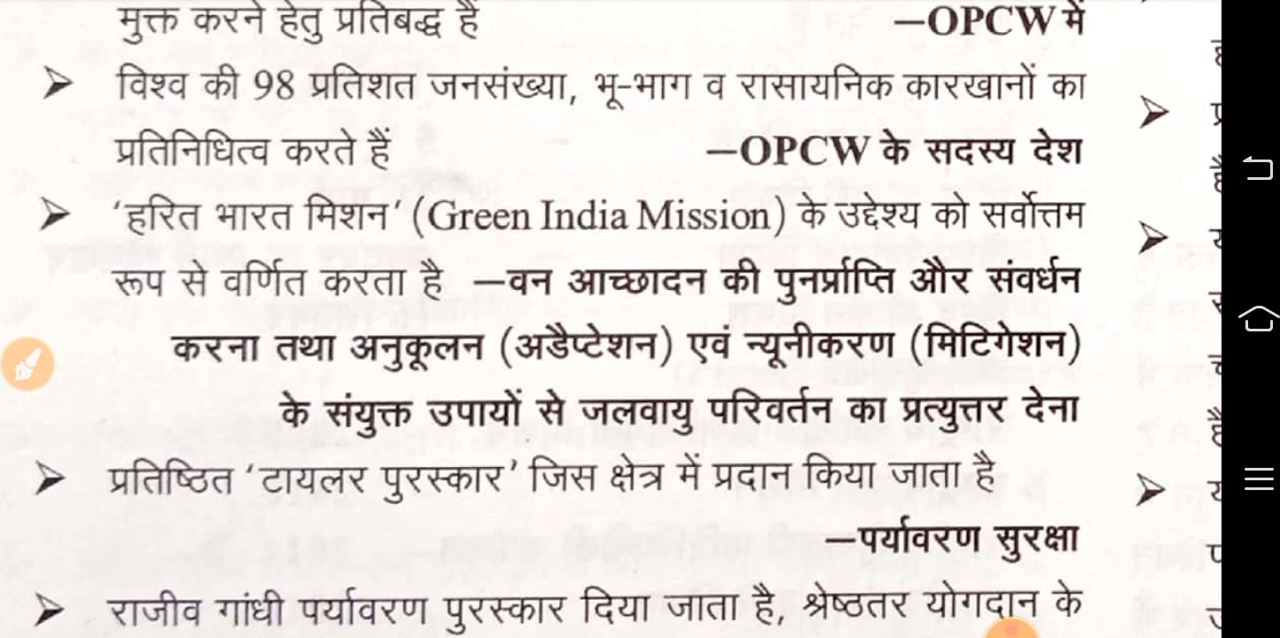 मुक्त करने हेतु प्रतिबद्ध हैं —OPCW में
➤ विश्व की 98 प्रतिशत जनसंख्या, भू-भाग व रासायनिक कारखानों का
प्रतिनिधित्व करते हैं —OPCW के सदस्य देश
➤ 'हरित भारत मिशन' (Green India Mission) के उद्देश्य को सर्वोत्तम
रूप से वर्णित करता है —वन आच्छादन की पुनर्प्राप्ति और संवर्धन
करना तथा अनुकूलन (अडैप्टेशन) एवं न्यूनीकरण (मिटिगेशन)
के संयुक्त उपायों से जलवायु परिवर्तन का प्रत्युत्तर देना
➤ प्रतिष्ठित 'टायलर पुरस्कार' जिस क्षेत्र में प्रदान किया जाता है
—पर्यावरण सुरक्षा
➤ राजीव गांधी पर्यावरण पुरस्कार दिया जाता है, श्रेष्ठतर योगदान के